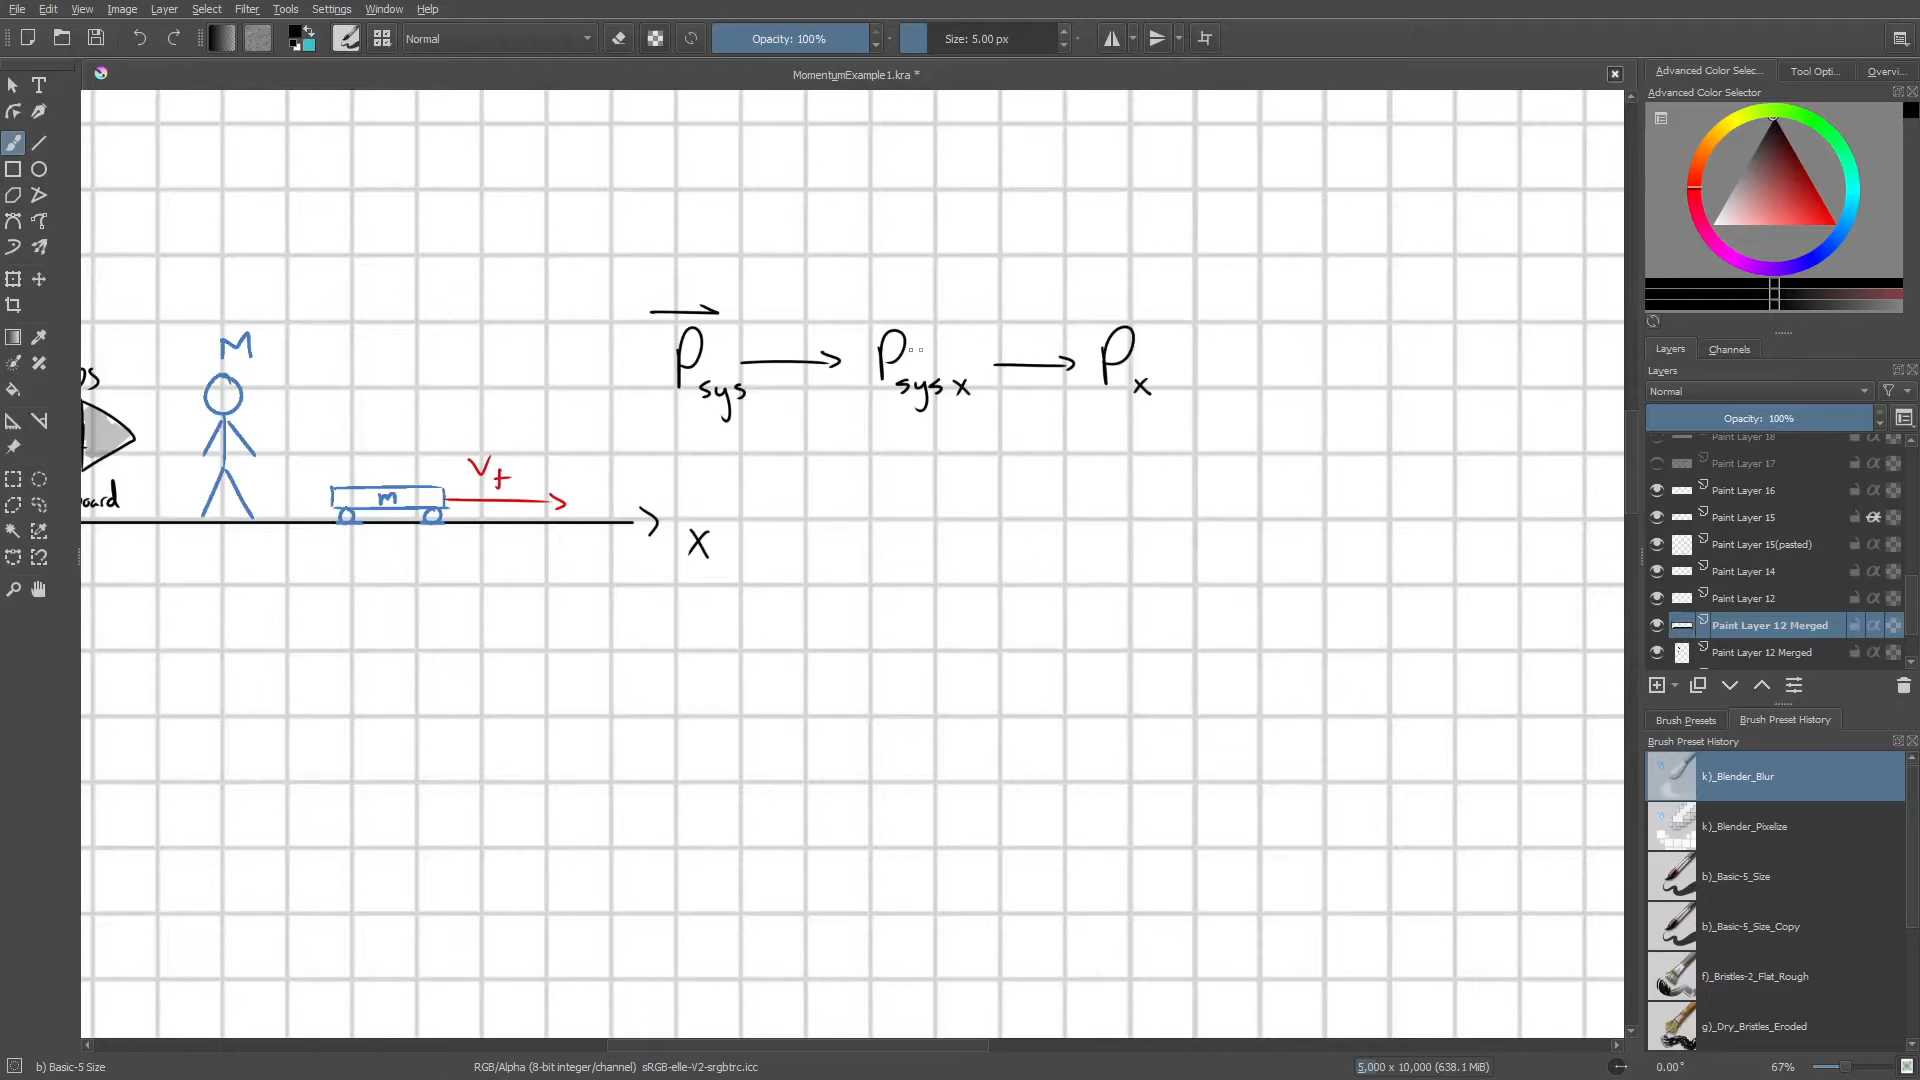 File Edit View Image Layer Select Filter Tools Settings Window Help
Normal
Opacity: 100%
Size: 5.00 px
MomentumExample1.kra *
Advanced Color Selec... Tool Opti... Overvi...
Advanced Color Selector
M
P sys → P sys x → P x
V f
m
oard
x
Layers Channels
Layers
Normal
Opacity: 100%
Paint Layer 18
Paint Layer 17
Paint Layer 16
Paint Layer 15
Paint Layer 15(pasted)
Paint Layer 14
Paint Layer 12
Paint Layer 12 Merged
Paint Layer 12 Merged
Brush Presets Brush Preset History
Brush Preset History
k)_Blender_Blur
k)_Blender_Pixelize
b)_Basic-5_Size
b)_Basic-5_Size_Copy
f)_Bristles-2_Flat_Rough
g)_Dry_Bristles_Eroded
b) Basic-5 Size
RGB/Alpha (8-bit integer/channel) sRGB-elle-V2-srgbtrc.icc
5,000 x 10,000 (638.1 MiB)
0.00°
67%